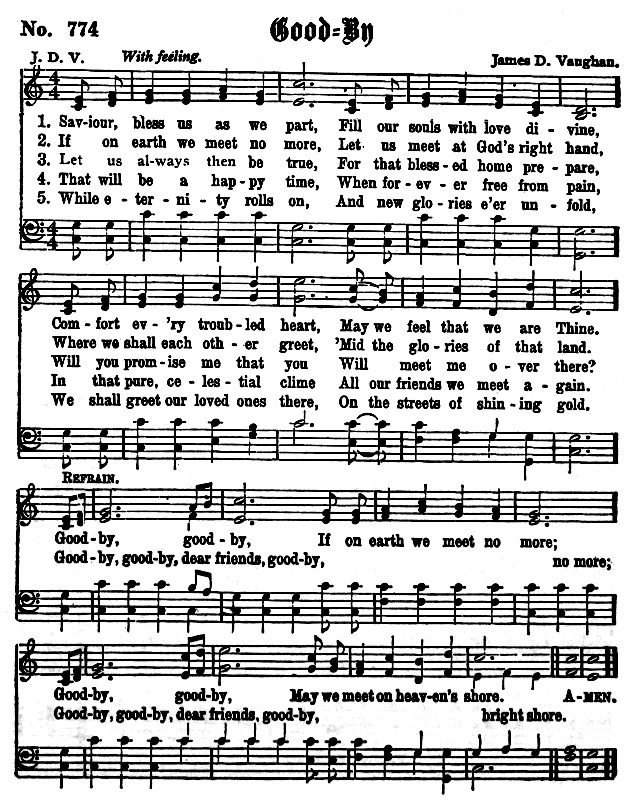 No. 774 Good-By
J. D. V. With feeling. James D. Vaughan.
1. Sav-iour, bless us as we part, Fill our souls with love di - vine,
2. If on earth we meet no more, Let us meet at God's right hand,
3. Let us al-ways then be true, For that bless-ed home pre - pare,
4. That will be a hap-py time, When for-ev-er free from pain,
5. While e - ter - ni - ty rolls on, And new glo - ries e'er un - fold,
Com - fort ev - 'ry troub-led heart, May we feel that we are Thine.
Where we shall each oth - er greet, 'Mid the glo - ries of that land.
Will you prom - ise me that you Will meet me o - ver there?
In that pure, ce - les - tial clime All our friends we meet a - gain.
We shall greet our loved ones there, On the streets of shin - ing gold.
REFRAIN.
Good-by, good-by, If on earth we meet no more;
Good-by, good-by, dear friends, good-by, no more;
Good-by, good-by, May we meet on heav-en's shore. A-MEN.
Good-by, good-by, dear friends, good-by, bright shore.